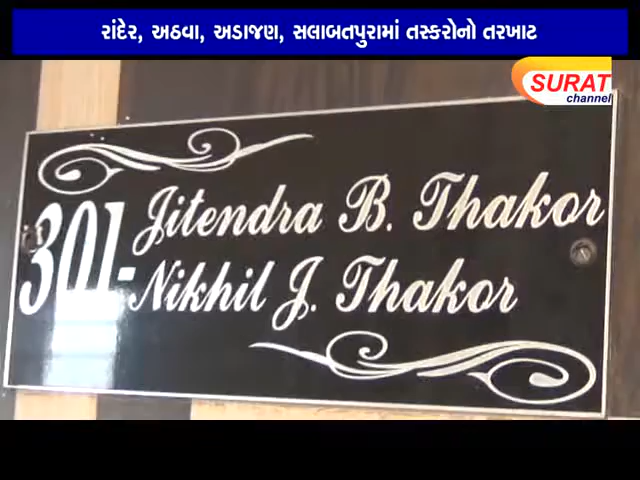 રાંદેર, અઠવા, અડાજણ, સલાબતપુરામાં તસ્કરોનો તરખાટ
SURAT
channel
301-
Jitendra B. Thakor
Nikhil J. Thakor